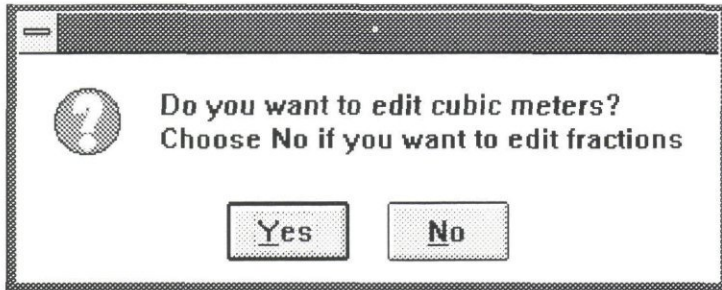 Do you want to edit cubic meters?
Choose No if you want to edit fractions
Yes
No